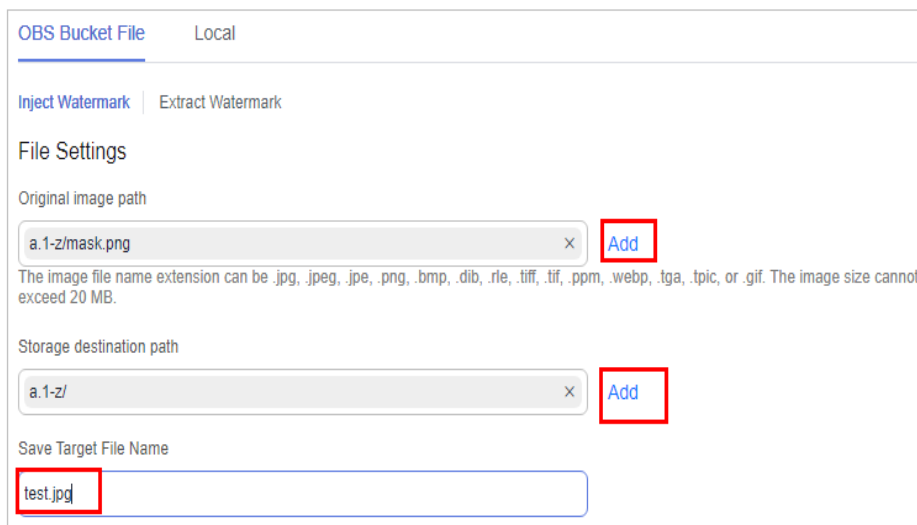 OBS Bucket File Local
Inject Watermark Extract Watermark
File Settings
Original image path
a.1-z/mask.png × Add
The image file name extension can be .jpg, .jpeg, .jpe, .png, .bmp, .dib, .rle, .tiff, .tif, .ppm, .webp, .tga, .tpic, or .gif. The image size cannot
exceed 20 MB.
Storage destination path
a.1-z/ × Add
Save Target File Name
test.jpg